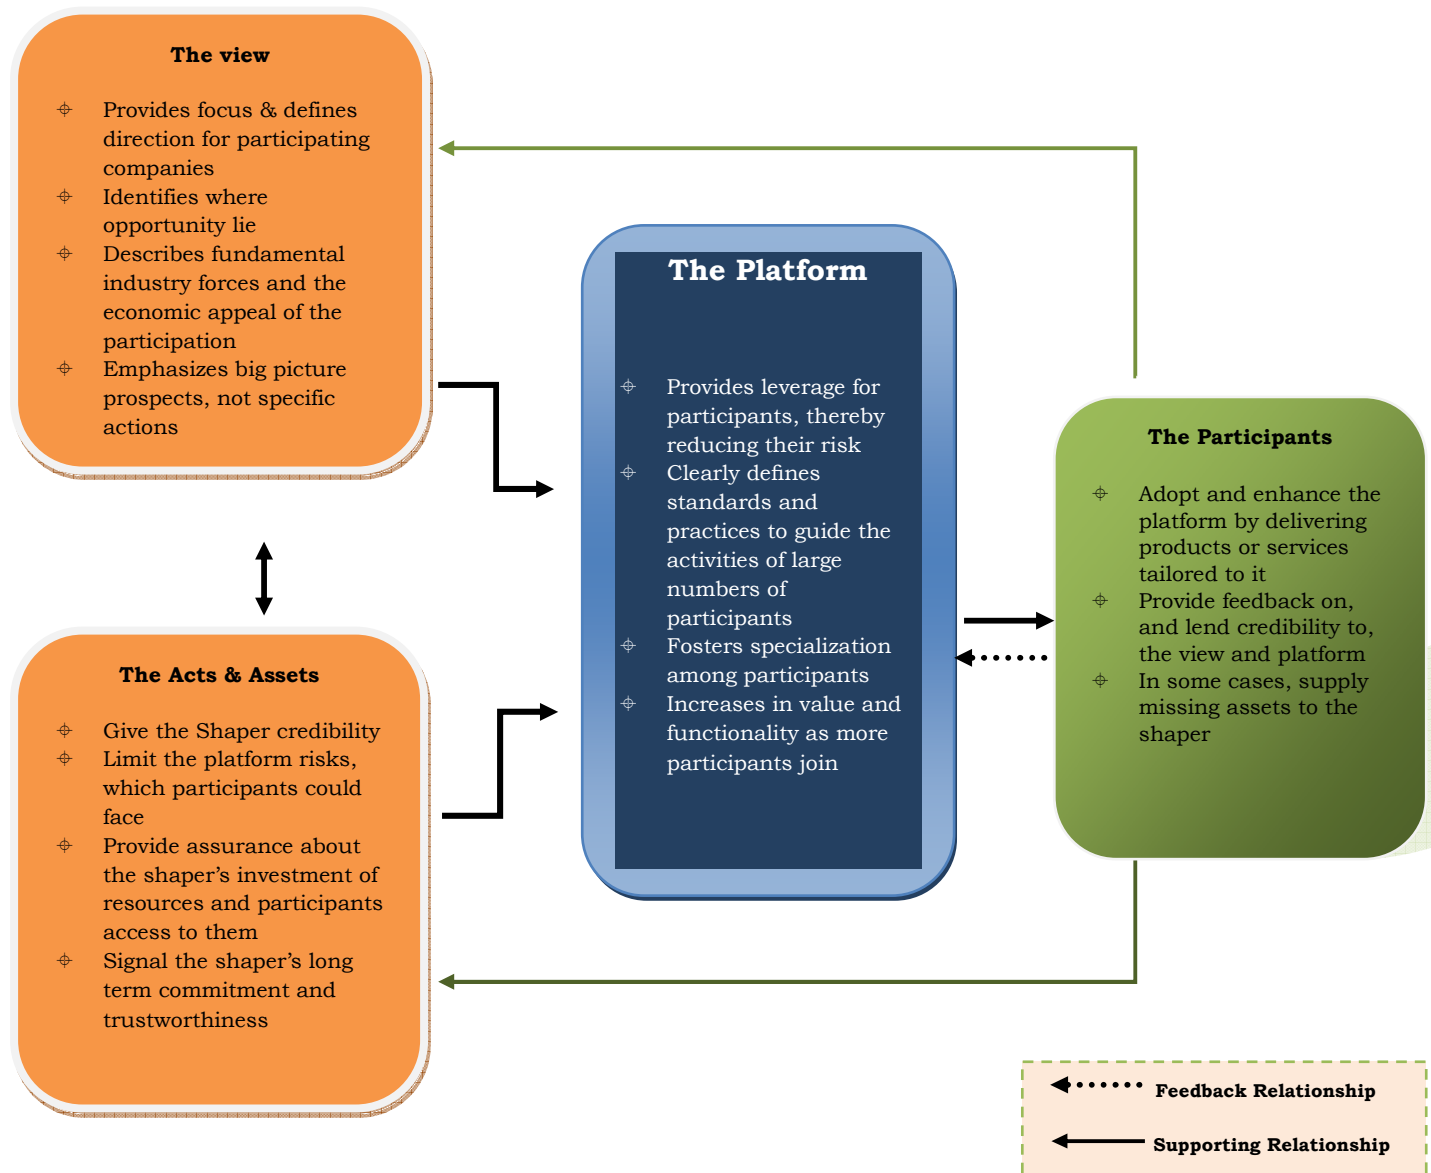 The view
Provides focus & defines
direction for participating
companies
Identifies where
opportunity lie
Describes fundamental
industry forces and the
economic appeal of the
participation
Emphasizes big picture
prospects, not specific
actions
The Acts & Assets
Give the Shaper credibility
Limit the platform risks,
which participants could
face
Provide assurance about
the shaper’s investment of
resources and participants
access to them
Signal the shaper’s long
term commitment and
trustworthiness
The Platform
Provides leverage for
participants, thereby
reducing their risk
Clearly defines
standards and
practices to guide the
activities of large
numbers of
participants
Fosters specialization
among participants
Increases in value and
functionality as more
participants join
The Participants
Adopt and enhance the
platform by delivering
products or services
tailored to it
Provide feedback on,
and lend credibility to,
the view and platform
In some cases, supply
missing assets to the
shaper
Feedback Relationship
Supporting Relationship